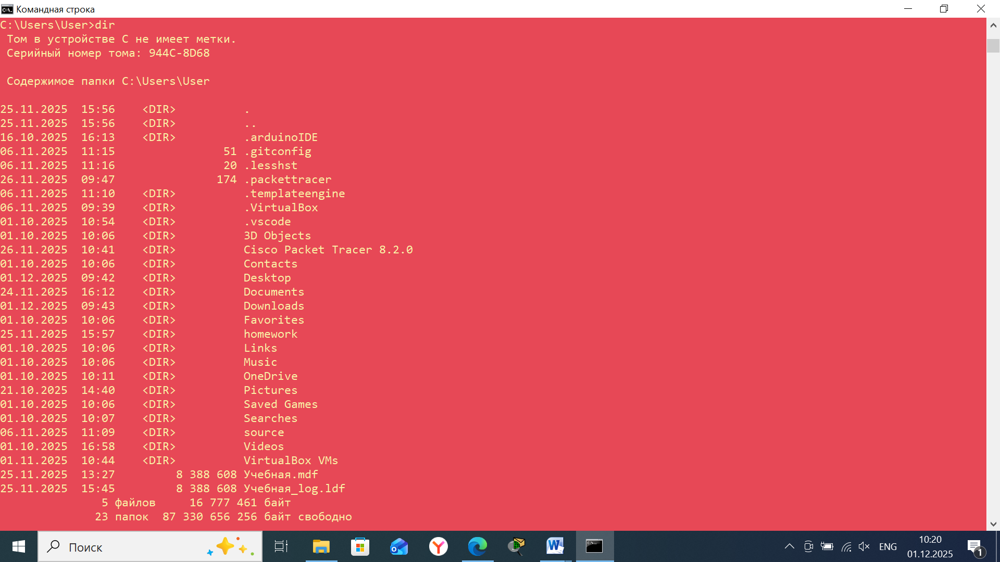 Командная строка
C:\Users\User>dir
Том в устройстве C не имеет метки.
Серийный номер тома: 944C-8D68
Содержимое папки C:\Users\User
25.11.2025  15:56    <DIR>          .
25.11.2025  15:56    <DIR>          ..
16.10.2025  16:13    <DIR>          .arduinoIDE
06.11.2025  11:15                51 .gitconfig
06.11.2025  11:16                20 .lesshst
26.11.2025  09:47               174 .packettracer
06.11.2025  11:10    <DIR>          .templateengine
06.11.2025  09:39    <DIR>          .VirtualBox
01.10.2025  10:54    <DIR>          .vscode
01.10.2025  10:06    <DIR>          3D Objects
26.11.2025  10:41    <DIR>          Cisco Packet Tracer 8.2.0
01.10.2025  10:06    <DIR>          Contacts
01.12.2025  09:42    <DIR>          Desktop
24.11.2025  16:12    <DIR>          Documents
01.12.2025  09:43    <DIR>          Downloads
01.10.2025  10:06    <DIR>          Favorites
25.11.2025  15:57    <DIR>          homework
01.10.2025  10:06    <DIR>          Links
01.10.2025  10:06    <DIR>          Music
01.10.2025  10:11    <DIR>          OneDrive
21.10.2025  14:40    <DIR>          Pictures
01.10.2025  10:06    <DIR>          Saved Games
01.10.2025  10:07    <DIR>          Searches
06.11.2025  11:09    <DIR>          source
01.10.2025  16:58    <DIR>          Videos
01.11.2025  10:44    <DIR>          VirtualBox VMs
25.11.2025  13:27         8 388 608 Учебная.mdf
25.11.2025  15:45         8 388 608 Учебная_log.ldf
5 файлов     16 777 461 байт
23 папок  87 330 656 256 байт свободно
Поиск
ENG
10:20
01.12.2025
1